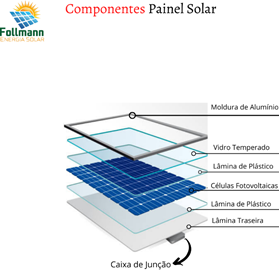 Follmann
ENERGIA SOLAR
Componentes Painel Solar
Moldura de Alumínio
Vidro Temperado
Lâmina de Plástico
Células Fotovoltaicas
Lâmina de Plástico
Lâmina Traseira
Caixa de Junção